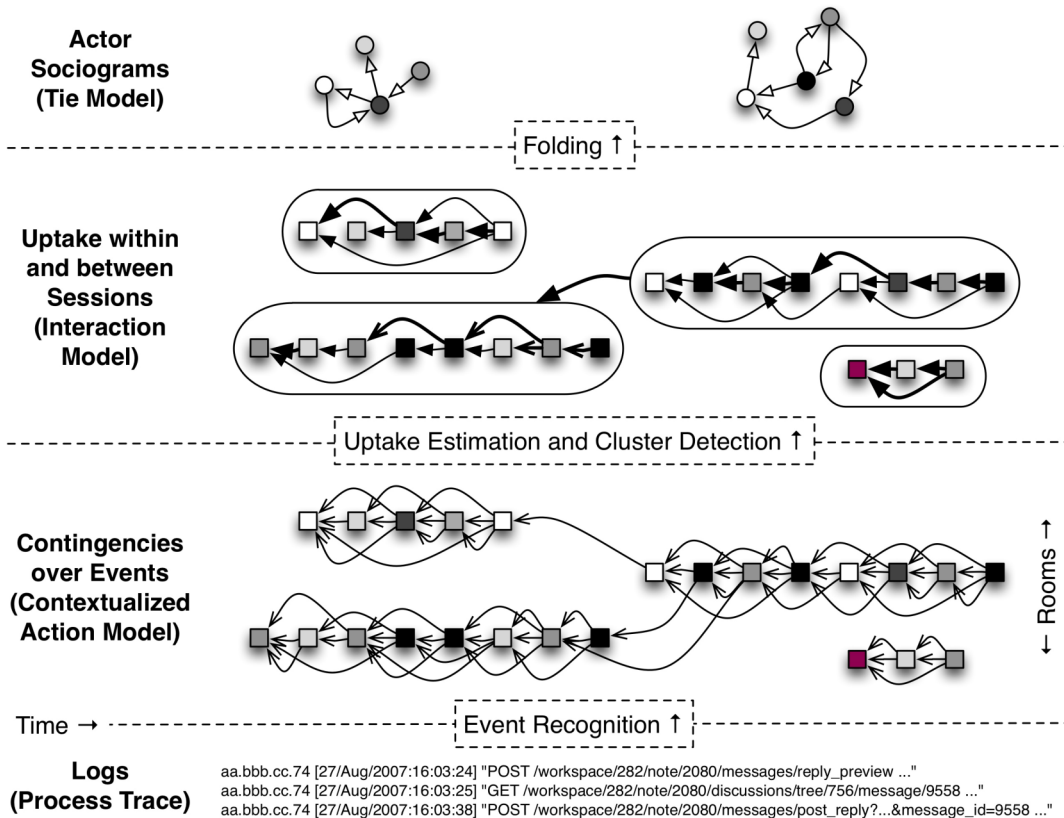 Actor
Sociograms
(Tie Model)
Folding ↑
Uptake within
and between
Sessions
(Interaction
Model)
Uptake Estimation and Cluster Detection ↑
Contingencies
over Events
(Contextualized
Action Model)
← Rooms →
Time →
Event Recognition ↑
Logs
(Process Trace)
aa.bbb.cc.74 [27/Aug/2007:16:03:24] "POST /workspace/282/note/2080/messages/reply_preview ..."
aa.bbb.cc.74 [27/Aug/2007:16:03:25] "GET /workspace/282/note/2080/discussions/tree/756/message/9558 ..."
aa.bbb.cc.74 [27/Aug/2007:16:03:38] "POST /workspace/282/note/2080/messages/post_reply?...&message_id=9558 ..."